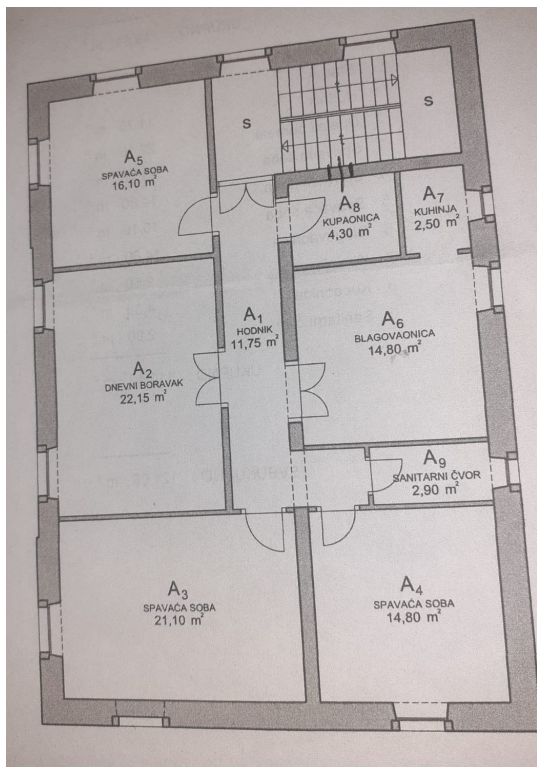 S
S
A5
SPAVAĆA SOBA
16,10 m²
A8
KUPAONICA
4,30 m²
A7
KUHINJA
2,50 m²
A1
HODNIK
11,75 m²
A6
BLAGOVAONICA
14,80 m²
A2
DNEVNI BORAVAK
22,15 m²
A9
SANITARNI ČVOR
2,90 m²
A3
SPAVAĆA SOBA
21,10 m²
A4
SPAVAĆA SOBA
14,80 m²